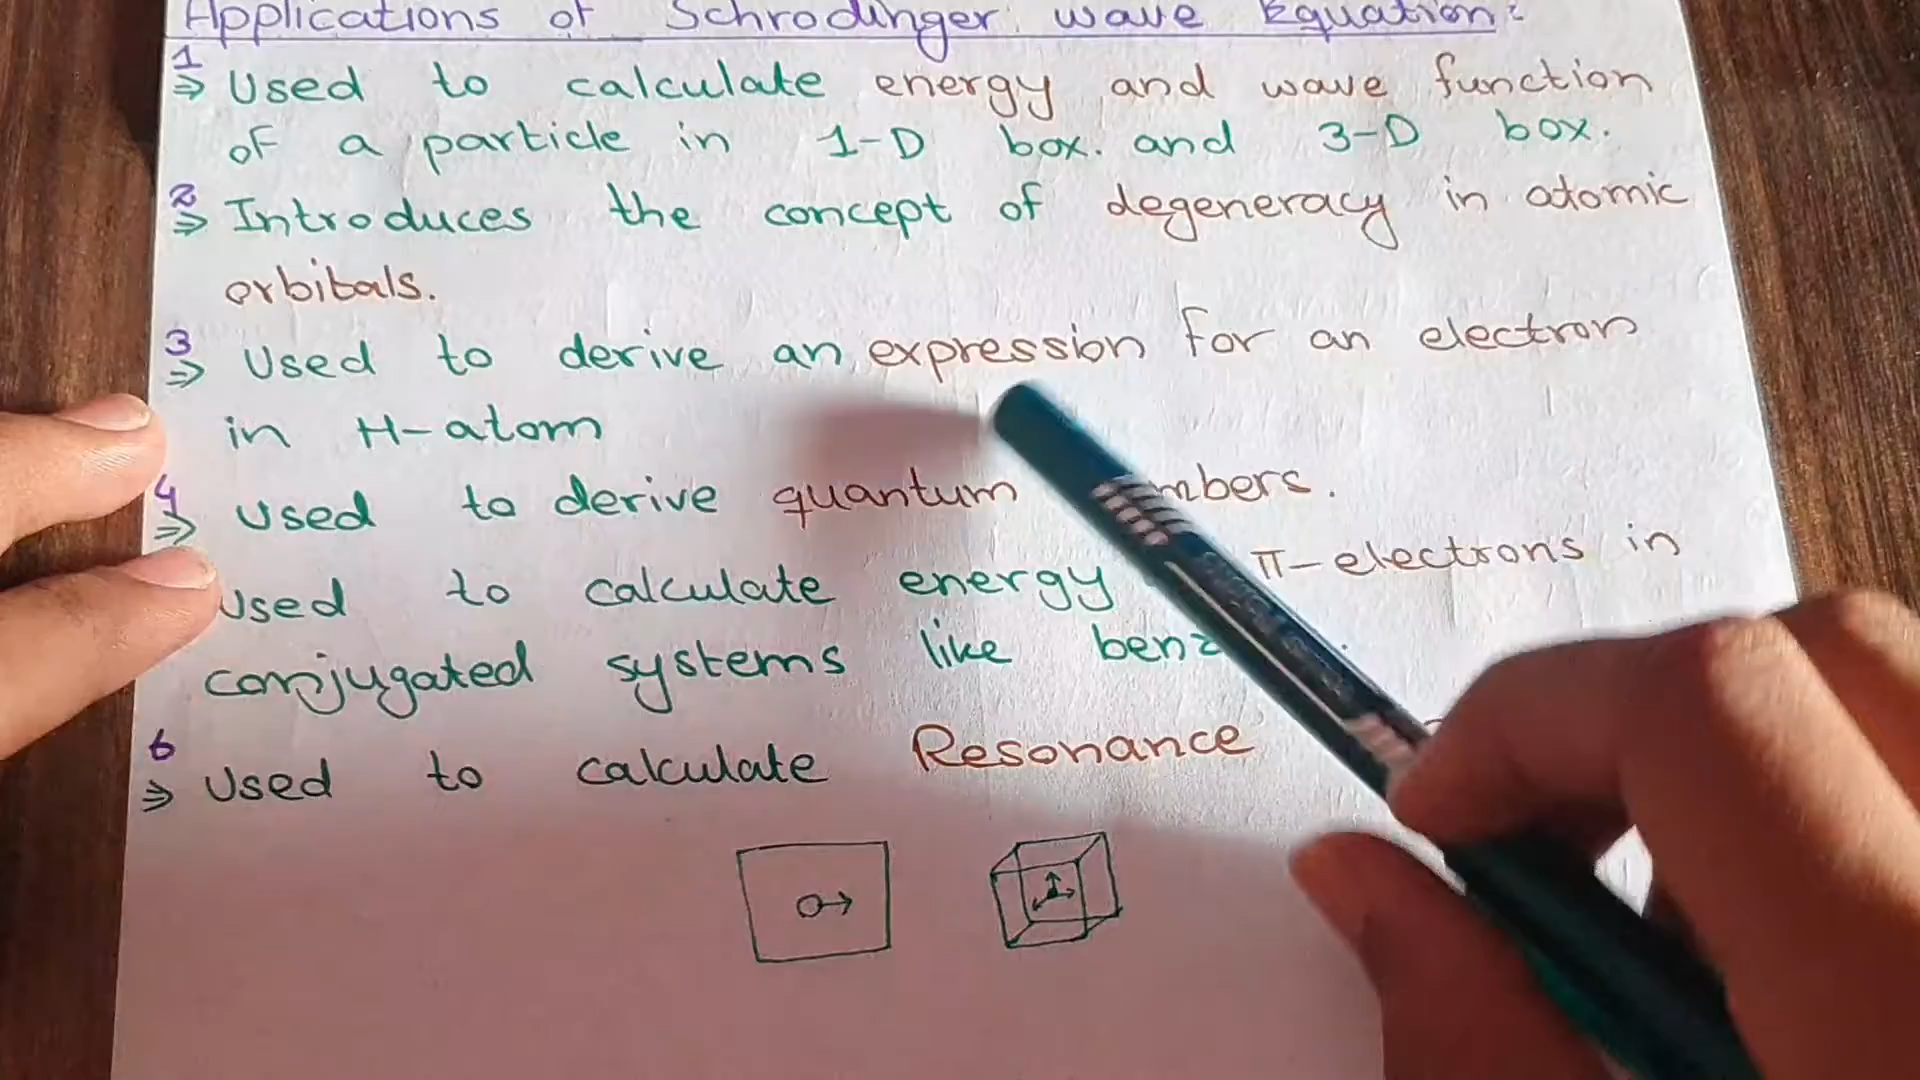 Applications of Schrodinger wave Equation:
1
⇒ Used to calculate energy and wave function
of a particle in 1-D box. and 3-D box.
2
⇒ Introduces the concept of degeneracy in atomic
orbitals.
3
⇒ Used to derive an expression for an electron
in H-atom
4
⇒ Used to derive quantum mbers.
Used to calculate energy π-electrons in
conjugated systems like benz
6
⇒ Used to calculate Resonance